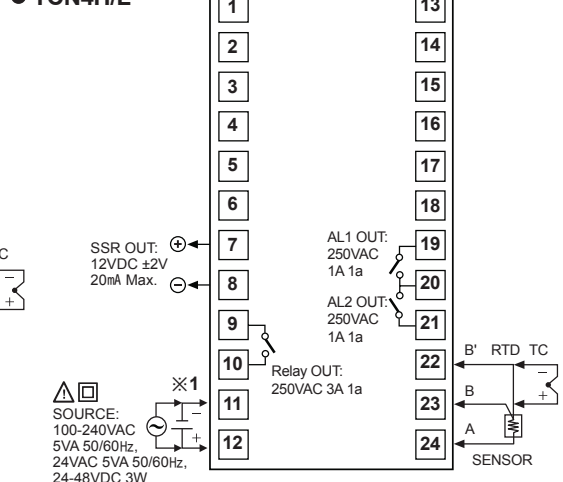 1
13
2
14
3
15
4
16
5
17
6
18
C
SSR OUT:
12VDC ±2V
20mA Max.
7
8
AL1 OUT:
250VAC
1A 1a
19
20
AL2 OUT:
250VAC
1A 1a
21
9
10
Relay OUT:
250VAC 3A 1a
B' RTD TC
22
B
23
A
24
SENSOR
※1
11
12
SOURCE:
100-240VAC
5VA 50/60Hz,
24VAC 5VA 50/60Hz,
24-48VDC 3W